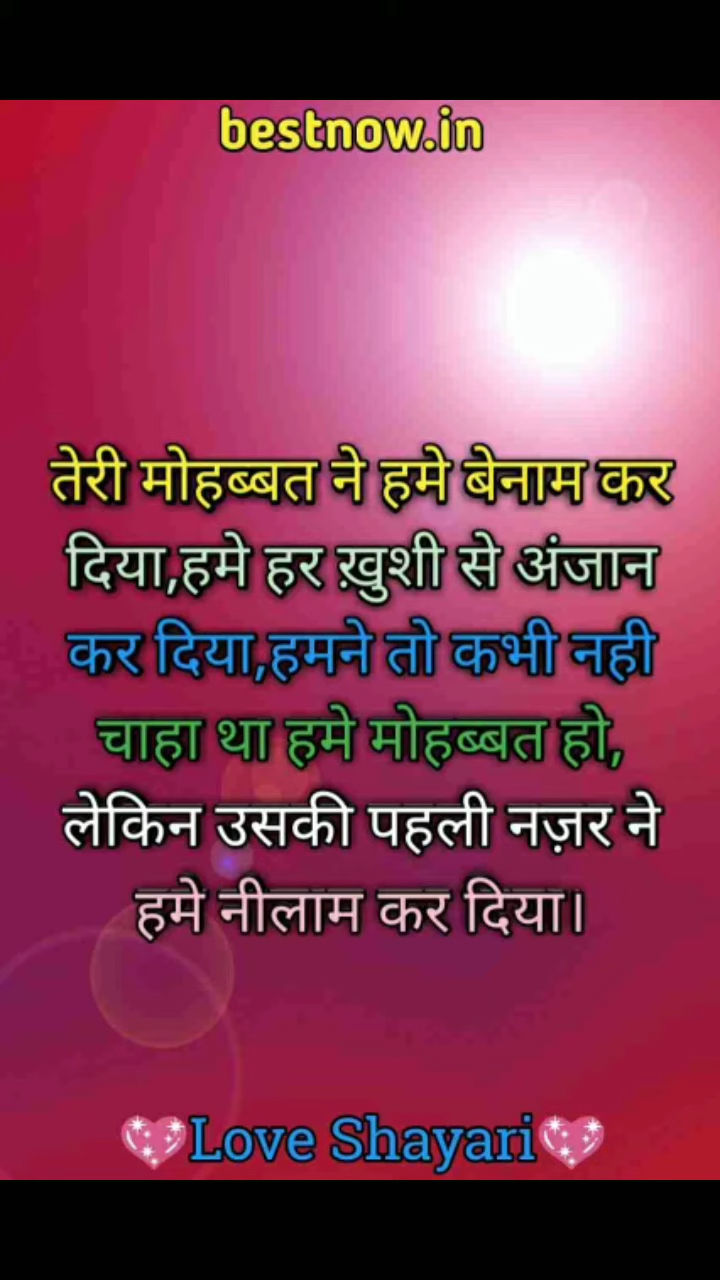 bestnow.in
तेरी मोहब्बत ने हमे बेनाम कर
दिया,हमे हर ख़ुशी से अंजान
कर दिया,हमने तो कभी नही
चाहा था हमे मोहब्बत हो,
लेकिन उसकी पहली नज़र ने
हमे नीलाम कर दिया।
💖Love Shayari💖